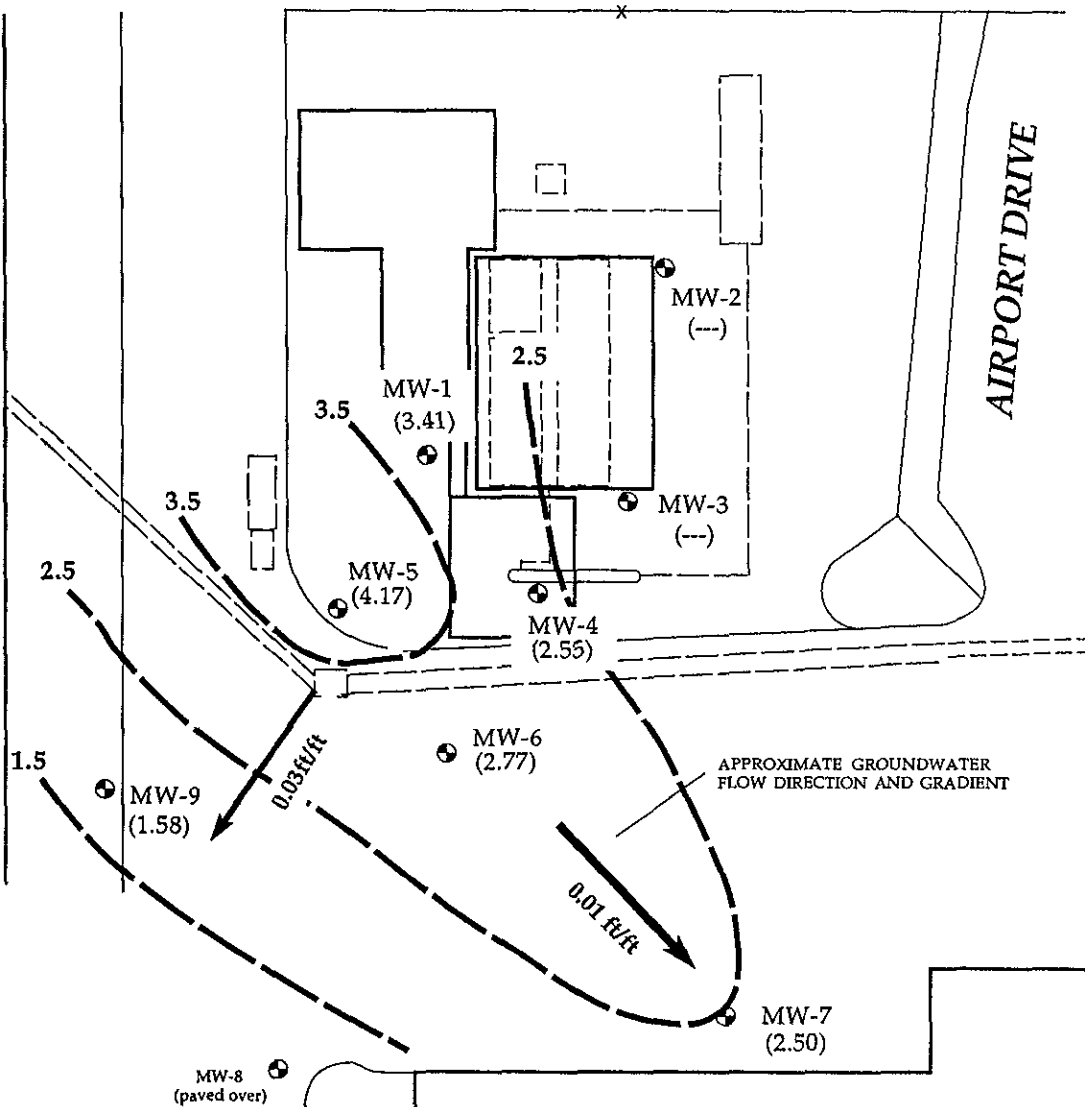 X
AIRPORT DRIVE
MW-2
(---)
2.5
MW-1
(3.41)
3.5
MW-3
(---)
3.5
2.5
MW-5
(4.17)
MW-4
(2.55)
MW-6
(2.77)
APPROXIMATE GROUNDWATER
FLOW DIRECTION AND GRADIENT
1.5
MW-9
(1.58)
0.03ft/ft
0.01 ft/ft
MW-7
(2.50)
MW-8
(paved over)